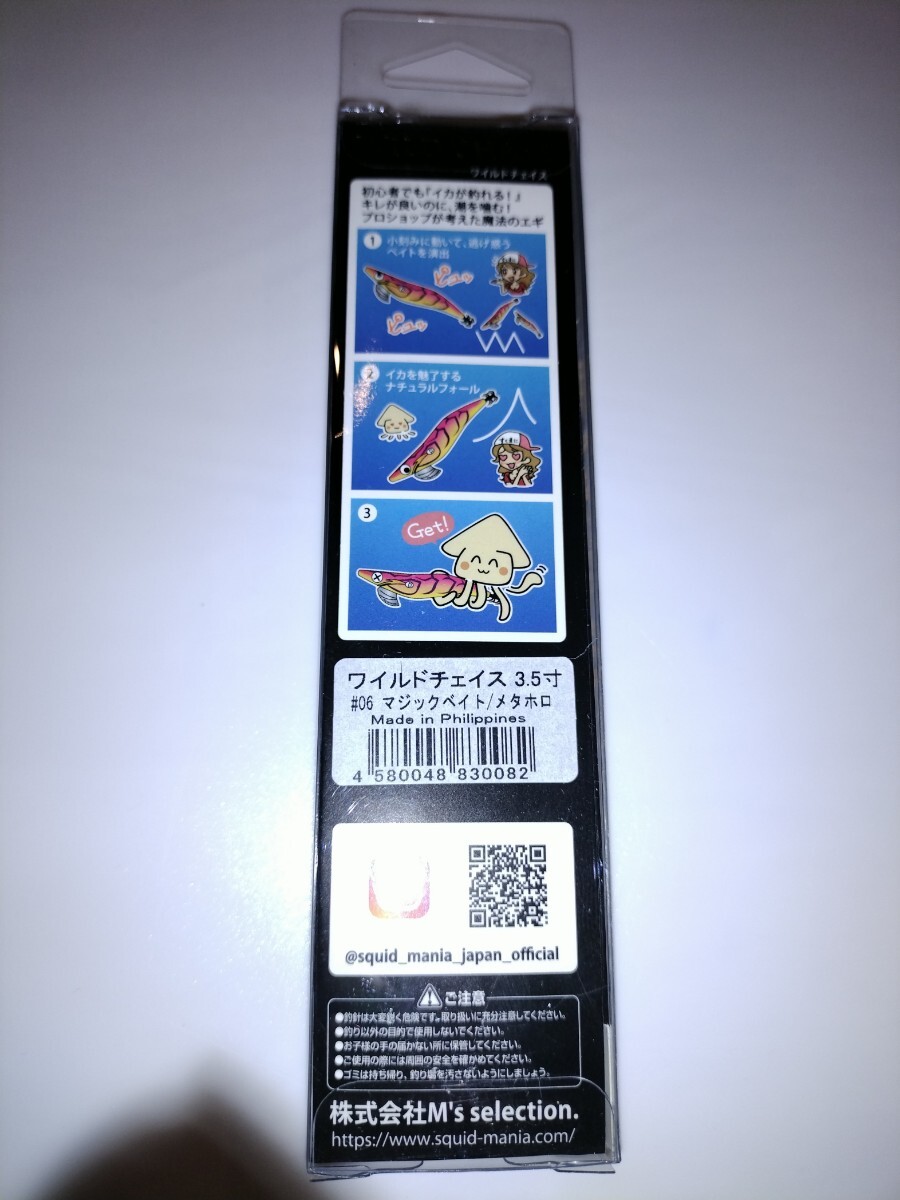 ワイルドチェイス
初心者でも「イカが釣れる!」
キレが良いのに、潮を噛む!
プロショップが考えた魔法のエギ
1 小刻みに動いて、逃げ惑う
ベイトを演出
ピュッ
ピュッ
2 イカを魅了する
ナチュラルフォール
3
Get!
ワイルドチェイス 3.5寸
#06 マジックベイト/メタホロ
Made in Philippines
4 580048 830082
@squid_mania_japan_official
ご注意
●釣針は大変鋭く危険です。取り扱いに充分注意してください。
●釣り以外の目的で使用しないでください。
●お子様の手の届かない所に保管してください。
●ご使用の際には周囲の安全を確かめてください。
●ゴミは持ち帰り、釣り場を汚さないようにしましょう。
株式会社M's selection.
https://www.squid-mania.com/